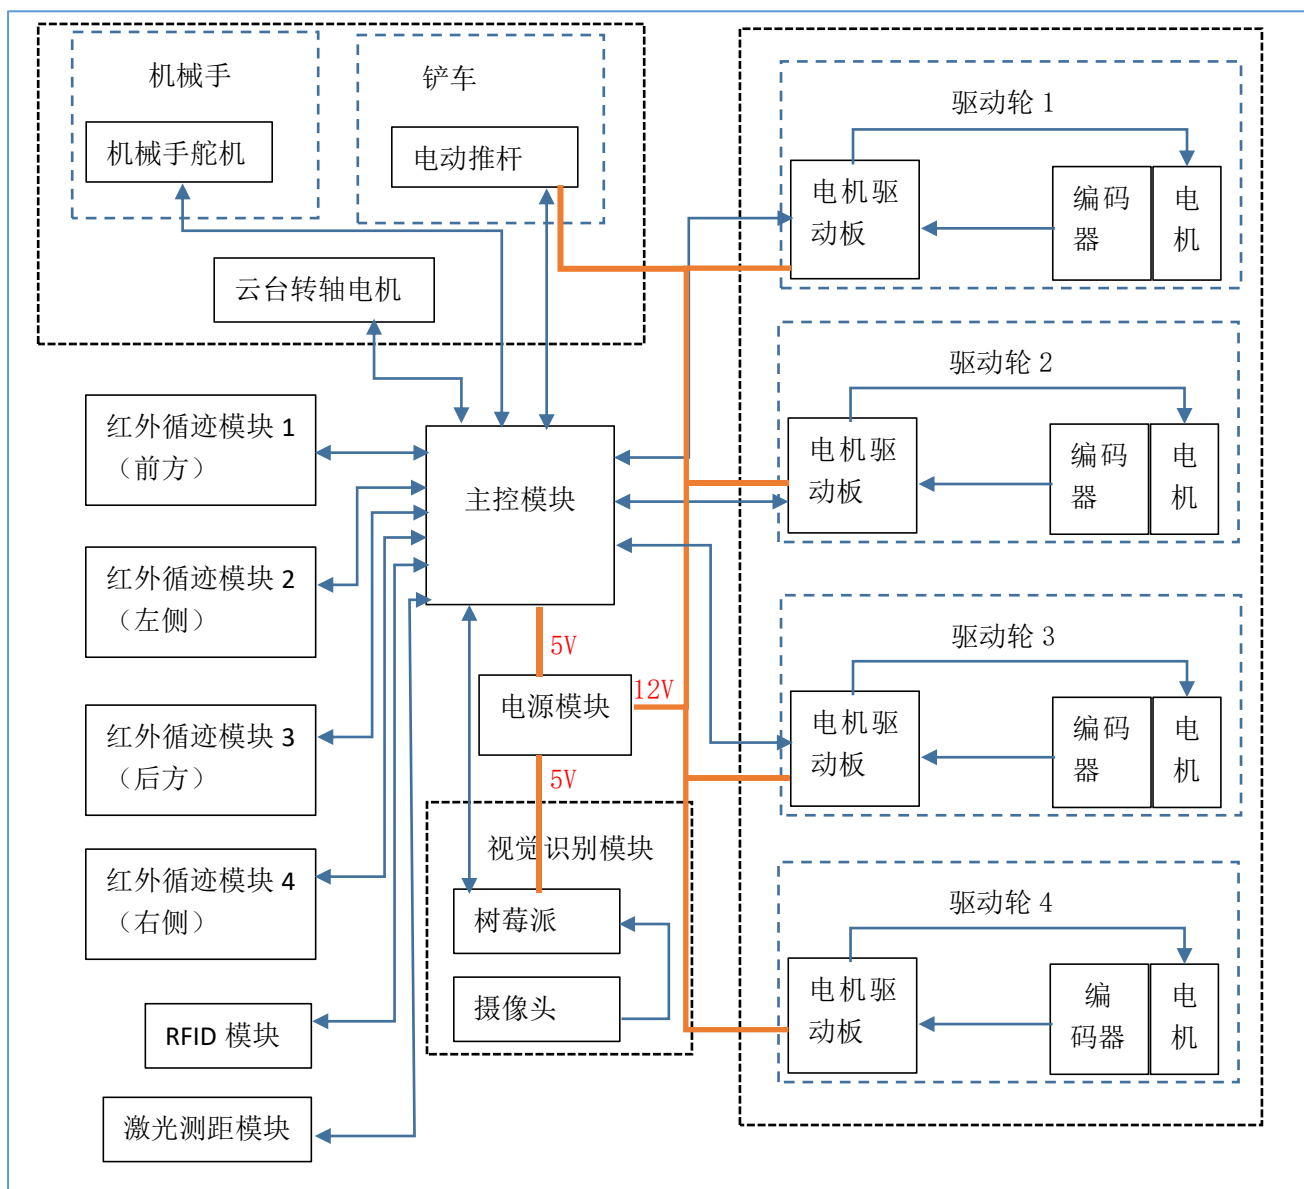 机械手
机械手舵机
铲车
电动推杆
云台转轴电机
红外循迹模块 1
（前方）
红外循迹模块 2
（左侧）
红外循迹模块 3
（后方）
红外循迹模块 4
（右侧）
RFID 模块
激光测距模块
主控模块
5V
电源模块
12V
5V
视觉识别模块
树莓派
摄像头
驱动轮 1
电机驱
动板
编码
器
电
机
驱动轮 2
电机驱
动板
编码
器
电
机
驱动轮 3
电机驱
动板
编码
器
电
机
驱动轮 4
电机驱
动板
编
码器
电
机